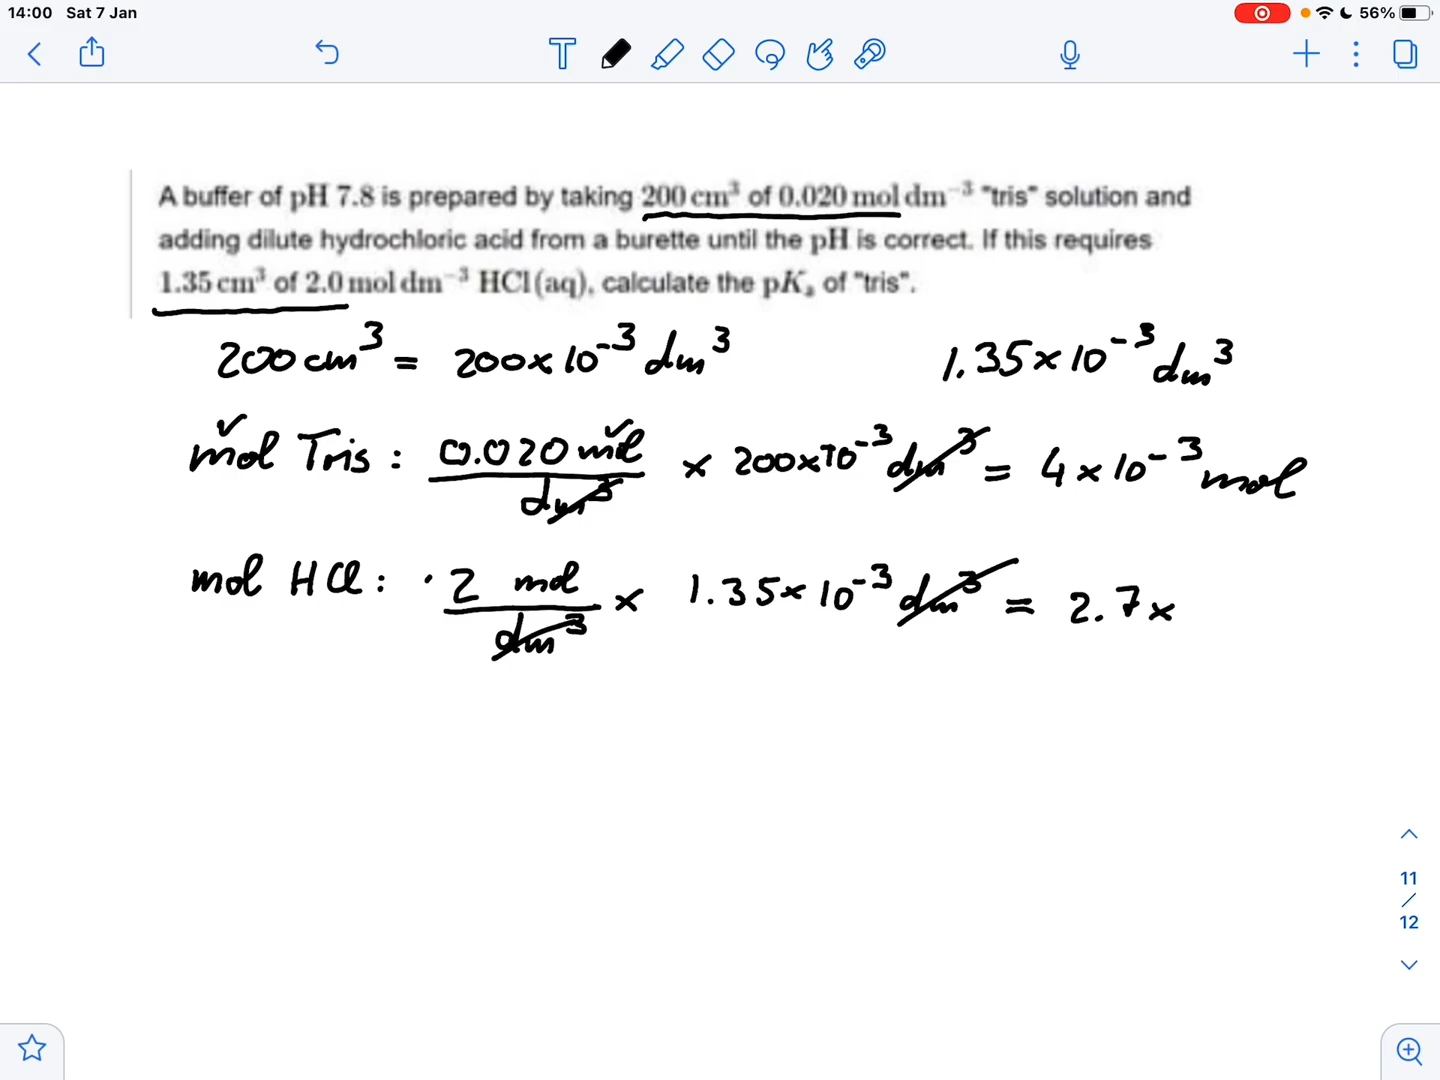 14:00 Sat 7 Jan
56%
A buffer of pH 7.8 is prepared by taking 200 cm³ of 0.020 mol dm⁻³ "tris" solution and
adding dilute hydrochloric acid from a burette until the pH is correct. If this requires
1.35 cm³ of 2.0 mol dm⁻³ HCl(aq), calculate the pKₐ of "tris".
200 cm³ = 200 x 10⁻³ dm³ 1.35 x 10⁻³ dm³
mol Tris : 0.020 mol / dm³ x 200 x 10⁻³ dm³ = 4 x 10⁻³ mol
mol HCl : 2 mol / dm³ x 1.35 x 10⁻³ dm³ = 2.7 x
11
/
12